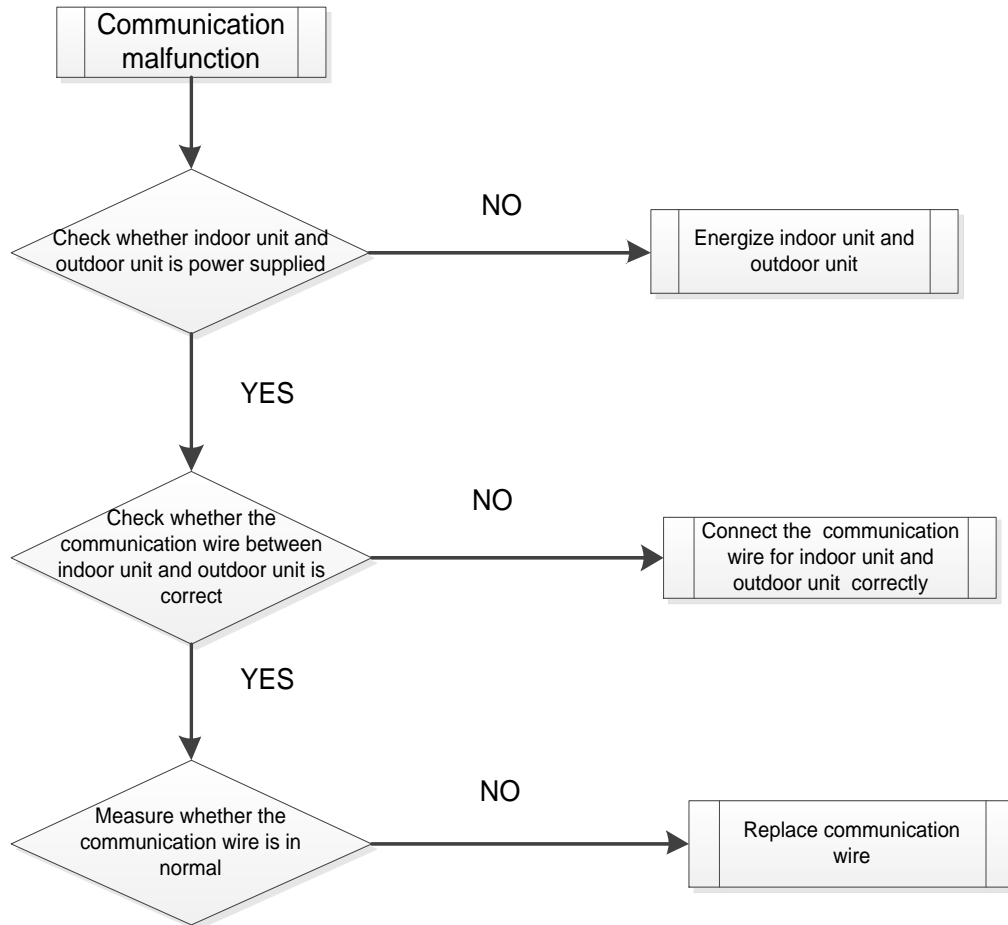 Communication
malfunction
NO
Check whether indoor unit and
outdoor unit is power supplied
Energize indoor unit and
outdoor unit
YES
NO
Check whether the
communication wire between
indoor unit and outdoor unit is
correct
Connect the communication
wire for indoor unit and
outdoor unit correctly
YES
NO
Measure whether the
communication wire is in
normal
Replace communication
wire